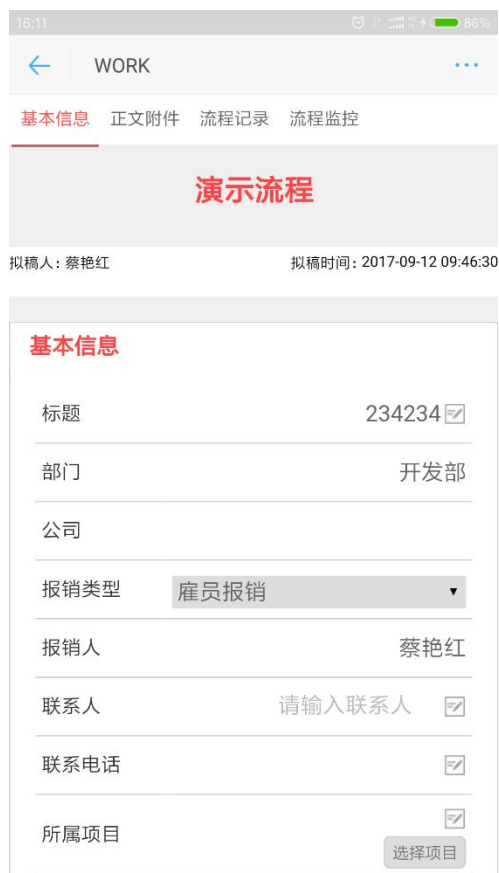 16:11 86%
WORK
基本信息 正文附件 流程记录 流程监控
演示流程
拟稿人：蔡艳红 拟稿时间：2017-09-12 09:46:30
基本信息
标题 234234
部门 开发部
公司
报销类型 雇员报销
报销人 蔡艳红
联系人 请输入联系人
联系电话
所属项目
选择项目